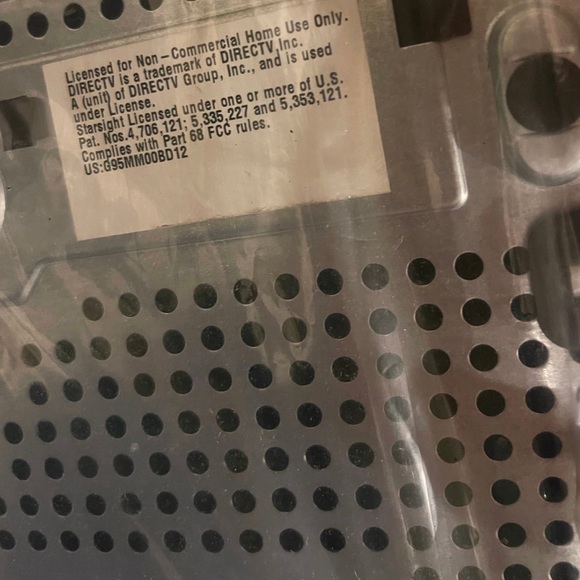 Licensed for Non-Commercial Home Use Only.
DIRECTV is a trademark of DIRECTV,Inc.
A (unit) of DIRECTV Group, Inc., and is used
under License.
Starsight Licensed under one or more of U.S.
Pat. Nos.4,706,121; 5,335,227 and 5,353,121.
Complies with Part 68 FCC rules.
US:G95MM00BD12